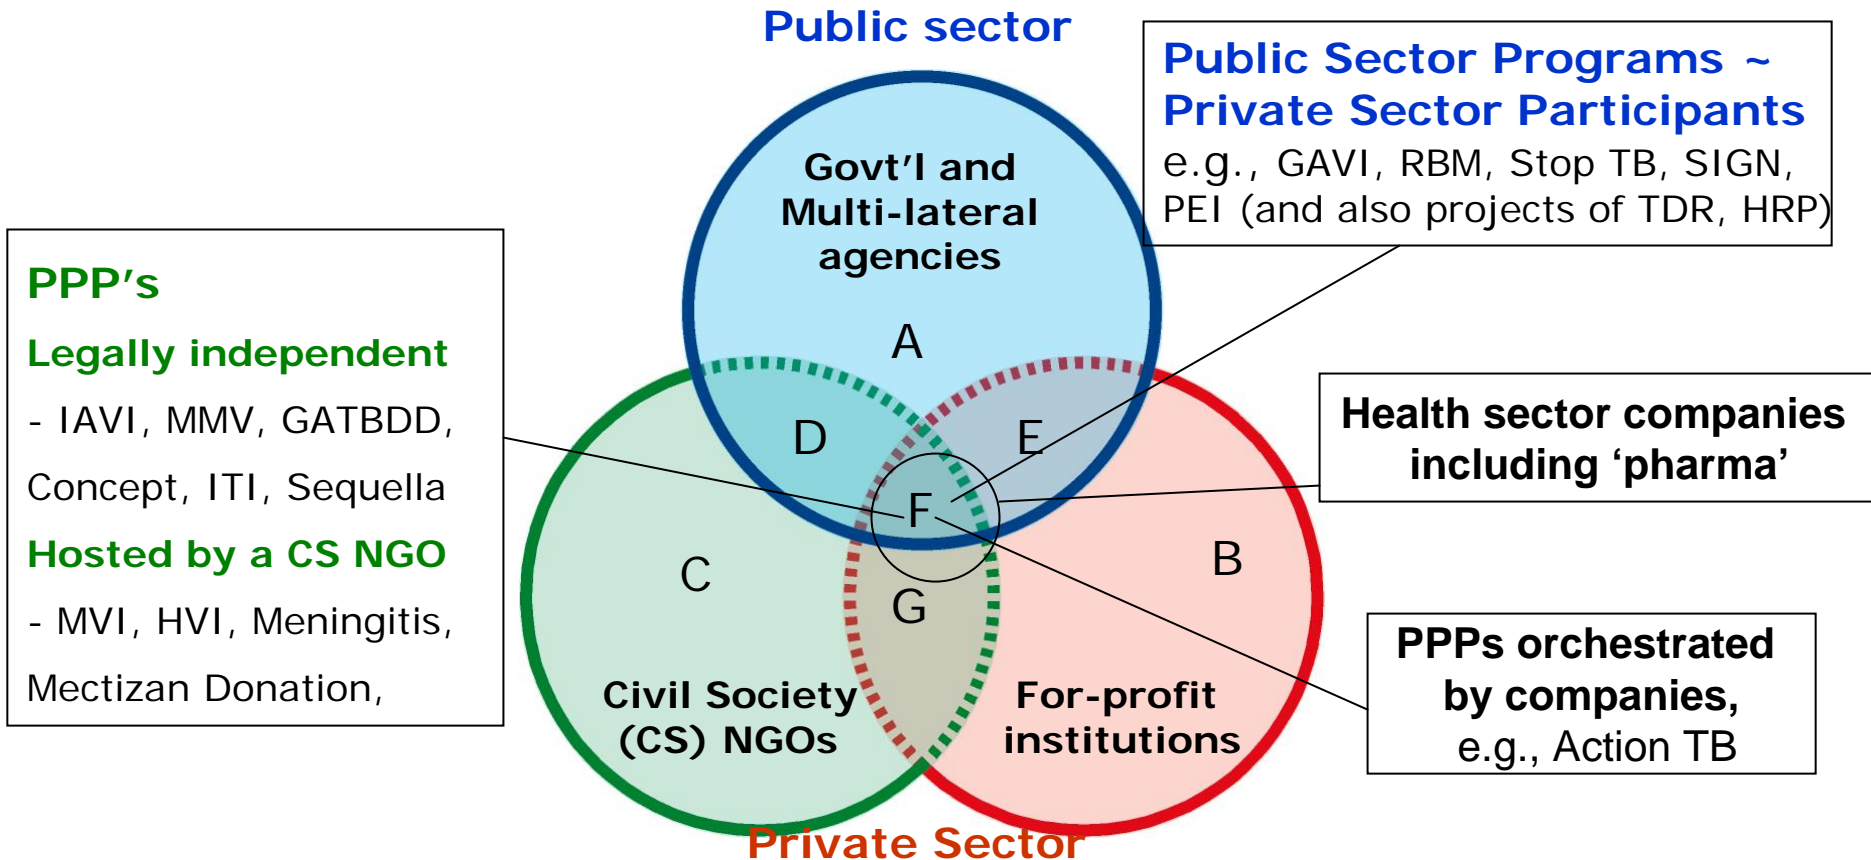 Public sector
Public Sector Programs ~
Private Sector Participants
e.g., GAVI, RBM, Stop TB, SIGN,
PEI (and also projects of TDR, HRP)
Govt'l and
Multi-lateral
agencies
PPP's
Legally independent
- IAVI, MMV, GATBDD,
Concept, ITI, Sequella
Hosted by a CS NGO
- MVI, HVI, Meningitis,
Mectizan Donation,
A
D
E
F
C
G
B
Health sector companies
including ‘pharma’
Civil Society
(CS) NGOs
For-profit
institutions
PPPs orchestrated
by companies,
e.g., Action TB
Private Sector